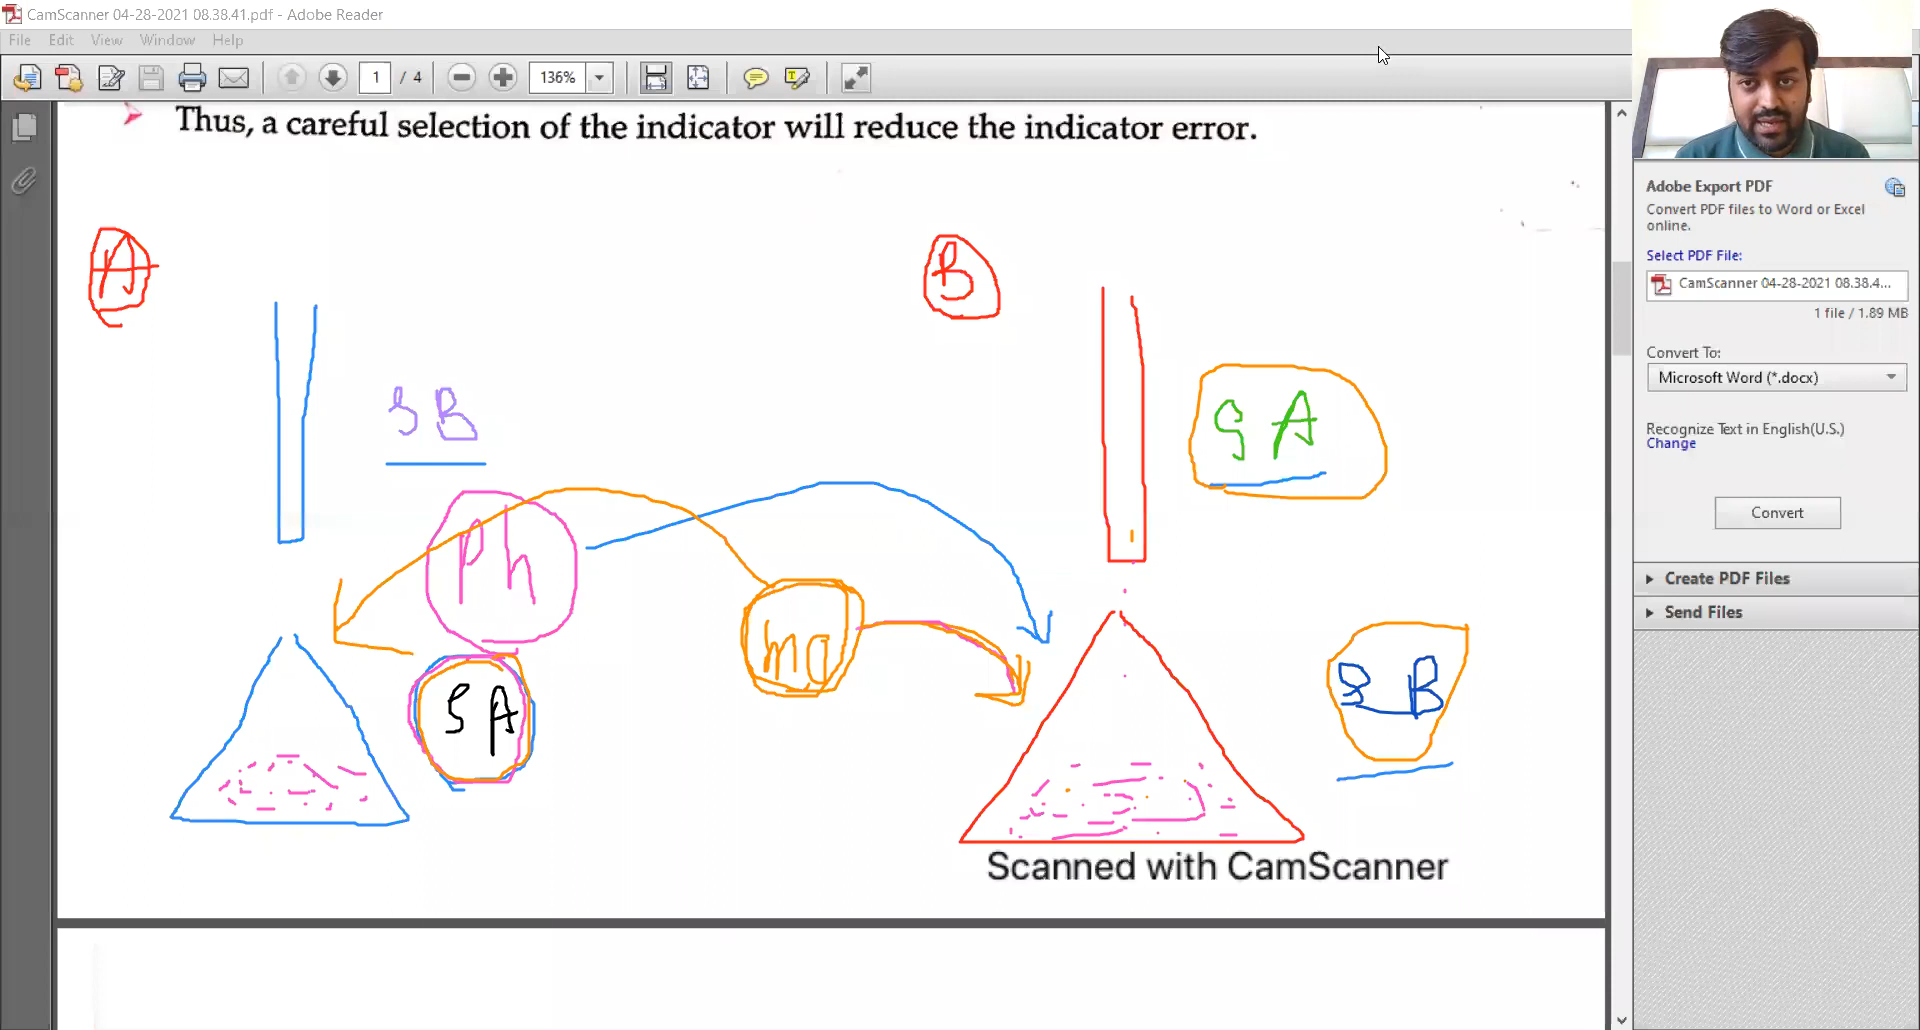 CamScanner 04-28-2021 08.38.41.pdf - Adobe Reader
File Edit View Window Help
1 / 4 136%
Thus, a careful selection of the indicator will reduce the indicator error.
A
B
SB
SA
Ph
mo
SA
SB
Scanned with CamScanner
Adobe Export PDF
Convert PDF files to Word or Excel
online.
Select PDF File:
CamScanner 04-28-2021 08.38.4...
1 file / 1.89 MB
Convert To:
Microsoft Word (*.docx)
Recognize Text in English(U.S.)
Change
Convert
Create PDF Files
Send Files